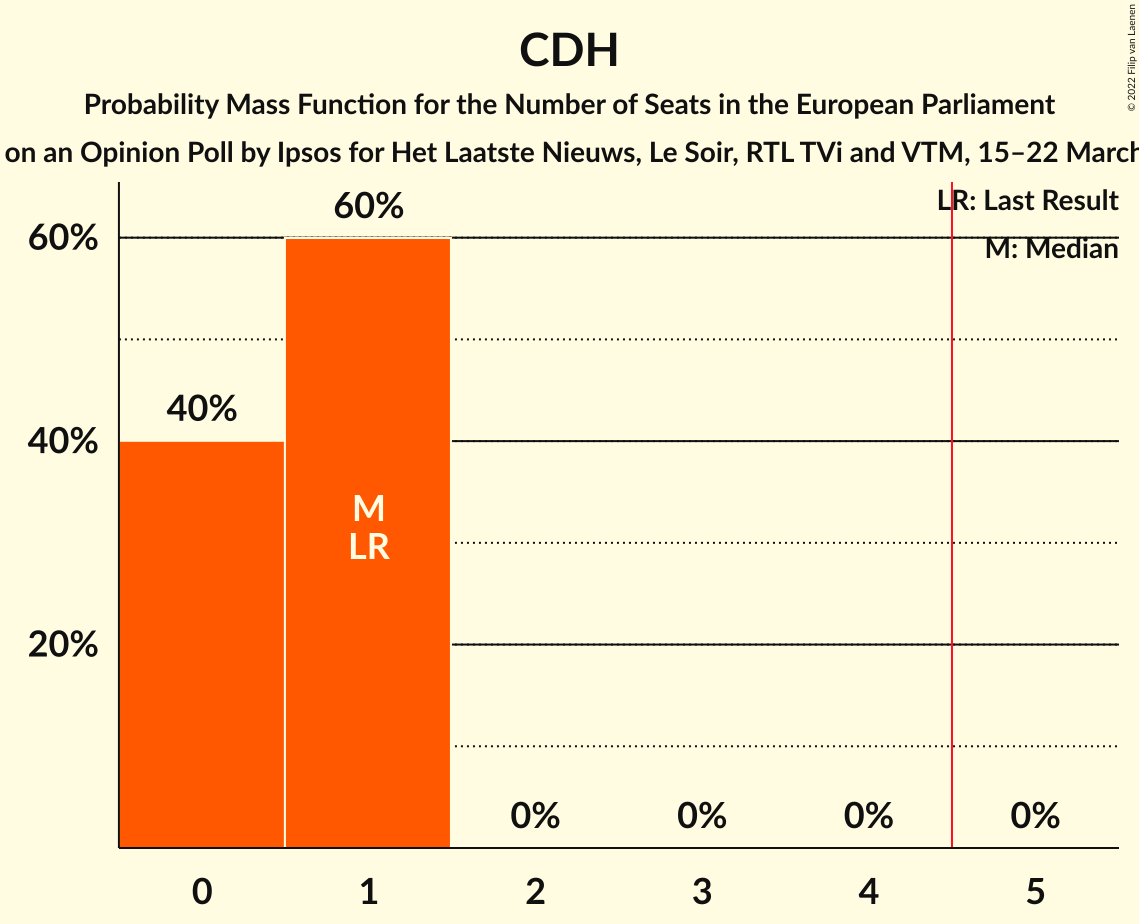 CDH
Probability Mass Function for the Number of Seats in the European Parliament
on an Opinion Poll by Ipsos for Het Laatste Nieuws, Le Soir, RTL TVi and VTM, 15–22 March
© 2022 Filip van Laenen
LR: Last Result
M: Median
60%
60%
40%
40%
20%
M
LR
0%
0%
0%
0%
0
1
2
3
4
5